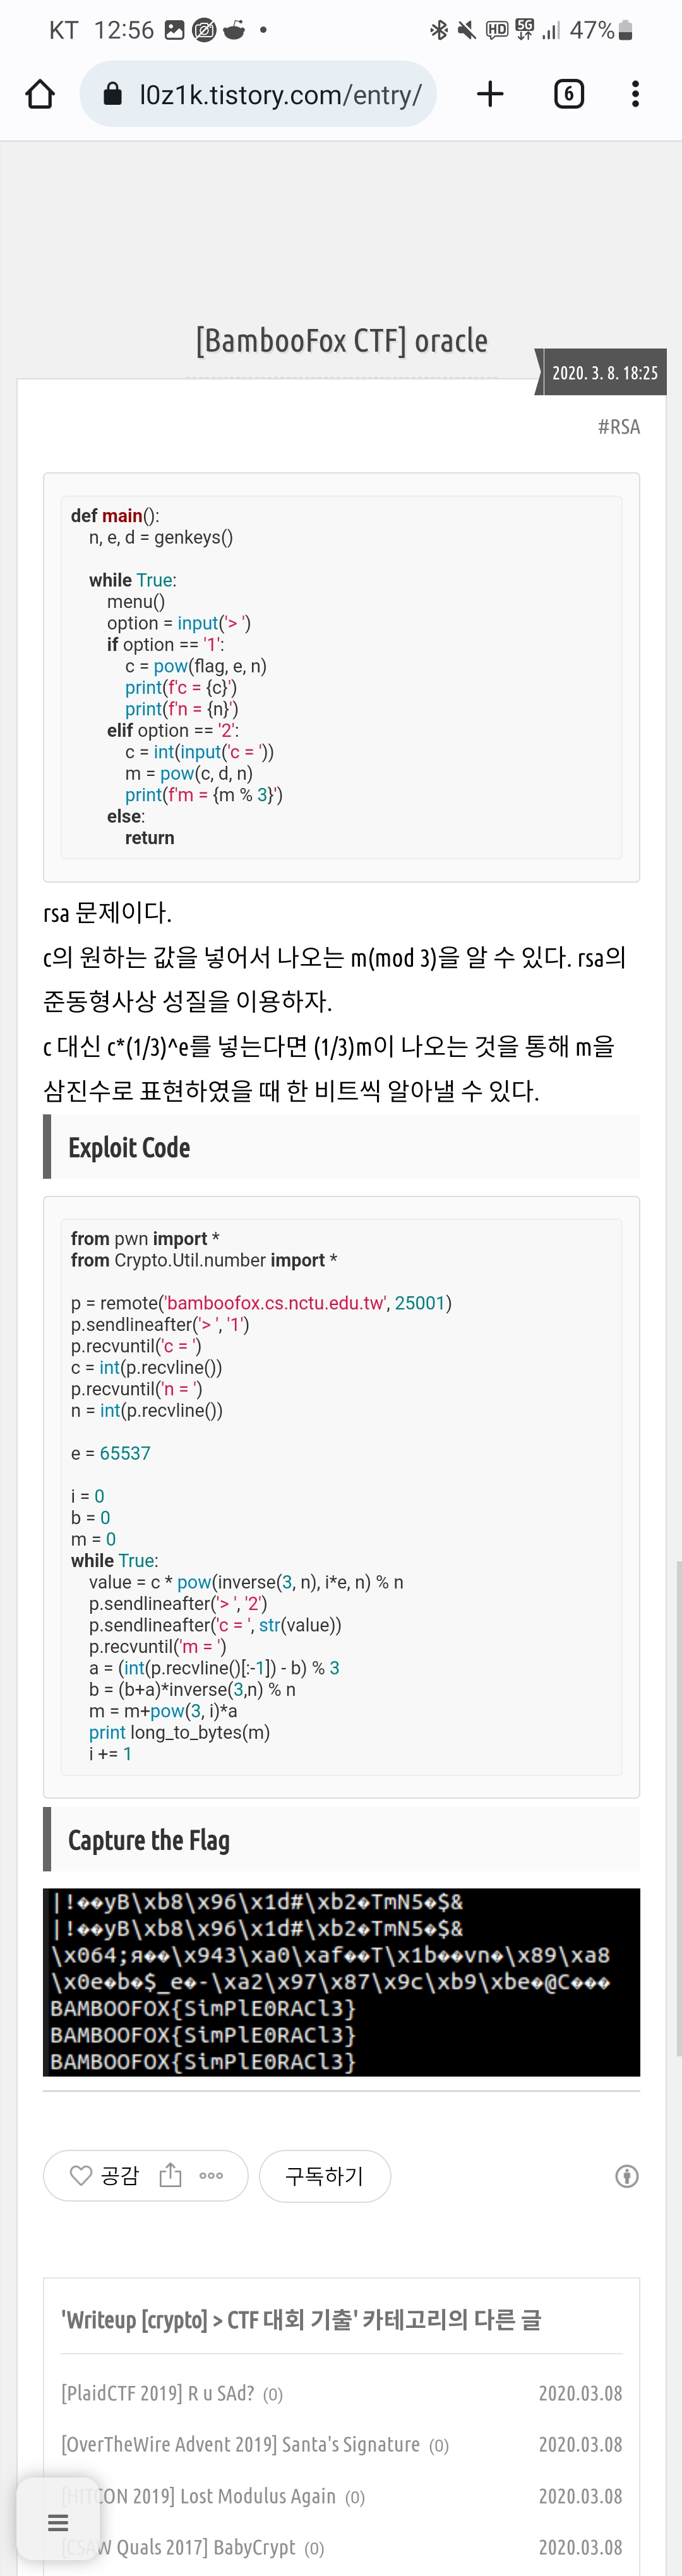 KT 12:56 47%
l0z1k.tistory.com/entry/ 6
[BambooFox CTF] oracle
2020. 3. 8. 18:25
#RSA
def main():
n, e, d = genkeys()
while True:
menu()
option = input('> ')
if option == '1':
c = pow(flag, e, n)
print(f'c = {c}')
print(f'n = {n}')
elif option == '2':
c = int(input('c = '))
m = pow(c, d, n)
print(f'm = {m % 3}')
else:
return
rsa 문제이다.
c의 원하는 값을 넣어서 나오는 m(mod 3)을 알 수 있다. rsa의
준동형사상 성질을 이용하자.
c 대신 c*(1/3)^e를 넣는다면 (1/3)m이 나오는 것을 통해 m을
삼진수로 표현하였을 때 한 비트씩 알아낼 수 있다.
Exploit Code
from pwn import *
from Crypto.Util.number import *
p = remote('bamboofox.cs.nctu.edu.tw', 25001)
p.sendlineafter('> ', '1')
p.recvuntil('c = ')
c = int(p.recvline())
p.recvuntil('n = ')
n = int(p.recvline())
e = 65537
i = 0
b = 0
m = 0
while True:
value = c * pow(inverse(3, n), i*e, n) % n
p.sendlineafter('> ', '2')
p.sendlineafter('c = ', str(value))
p.recvuntil('m = ')
a = (int(p.recvline()[:-1]) - b) % 3
b = (b+a)*inverse(3,n) % n
m = m+pow(3, i)*a
print long_to_bytes(m)
i += 1
Capture the Flag
|!��yB\xb8\x96\x1d#\xb2�TmN5�$&
|!��yB\xb8\x96\x1d#\xb2�TmN5�$&
\x064;я��\x943\xa0\xaf��T\x1b��vn�\x89\xa8
\x0e�b�$_e�-\xa2\x97\x87\x9c\xb9\xbe�@C���
BAMBOOFOX{SimPlE0RACl3}
BAMBOOFOX{SimPlE0RACl3}
BAMBOOFOX{SimPlE0RACl3}
공감 구독하기
'Writeup [crypto] > CTF 대회 기출' 카테고리의 다른 글
[PlaidCTF 2019] R u SAd? (0) 2020.03.08
[OverTheWire Advent 2019] Santa's Signature (0) 2020.03.08
[HITCON 2019] Lost Modulus Again (0) 2020.03.08
[CSAW Quals 2017] BabyCrypt (0) 2020.03.08